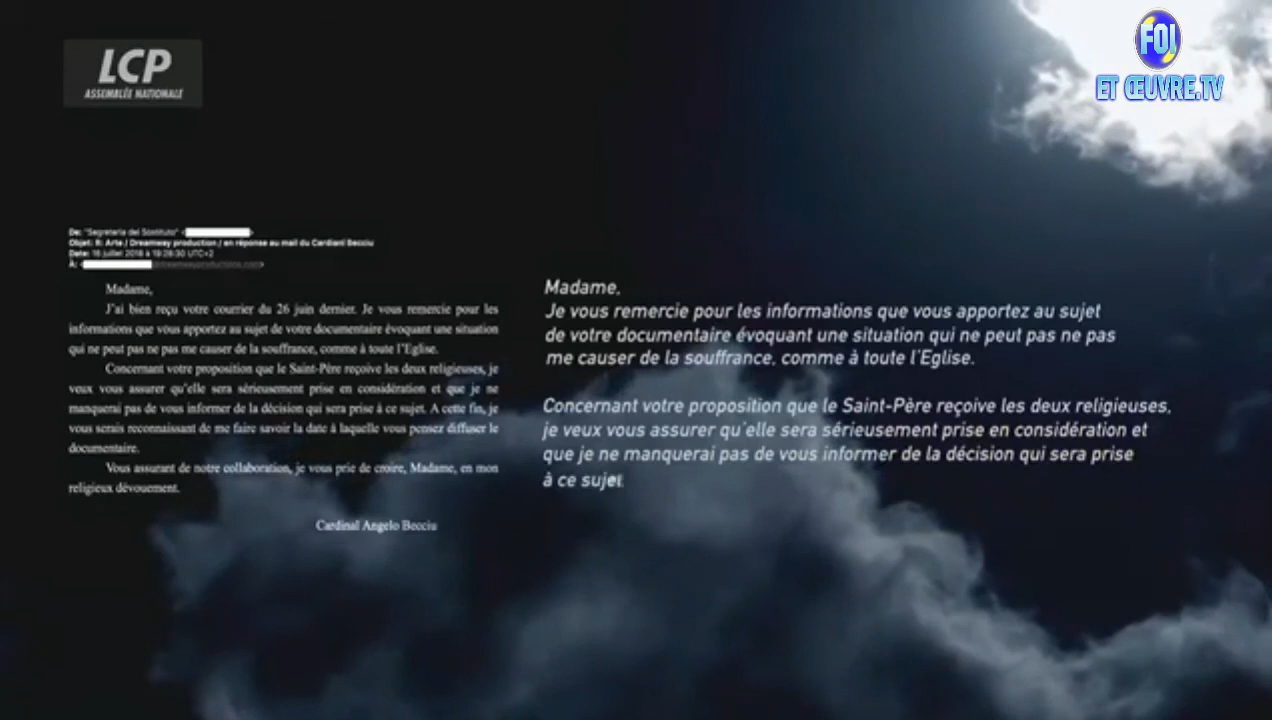 LCP
ASSEMBLÉE NATIONALE
FOI
ET ŒUVRE.TV
De: "Segreteria del Sostituto" <
Objet: R: Arte / Dreamway production / en réponse au mail du Cardianl Becciu
Date: 16 juillet 2018 à 19:28:30 UTC+2
À: <
Madame,
J'ai bien reçu votre courrier du 26 juin dernier. Je vous remercie pour les
informations que vous apportez au sujet de votre documentaire évoquant une situation
qui ne peut pas ne pas me causer de la souffrance, comme à toute l'Eglise.
Concernant votre proposition que le Saint-Père reçoive les deux religieuses, je
veux vous assurer qu'elle sera sérieusement prise en considération et que je ne
manquerai pas de vous informer de la décision qui sera prise à ce sujet. A cette fin, je
vous serais reconnaissant de me faire savoir la date à laquelle vous pensez diffuser le
documentaire.
Vous assurant de notre collaboration, je vous prie de croire, Madame, en mon
religieux dévouement.
Cardinal Angelo Becciu
Madame,
Je vous remercie pour les informations que vous apportez au sujet
de votre documentaire évoquant une situation qui ne peut pas ne pas
me causer de la souffrance, comme à toute l'Eglise.
Concernant votre proposition que le Saint-Père reçoive les deux religieuses,
je veux vous assurer qu'elle sera sérieusement prise en considération et
que je ne manquerai pas de vous informer de la décision qui sera prise
à ce sujet